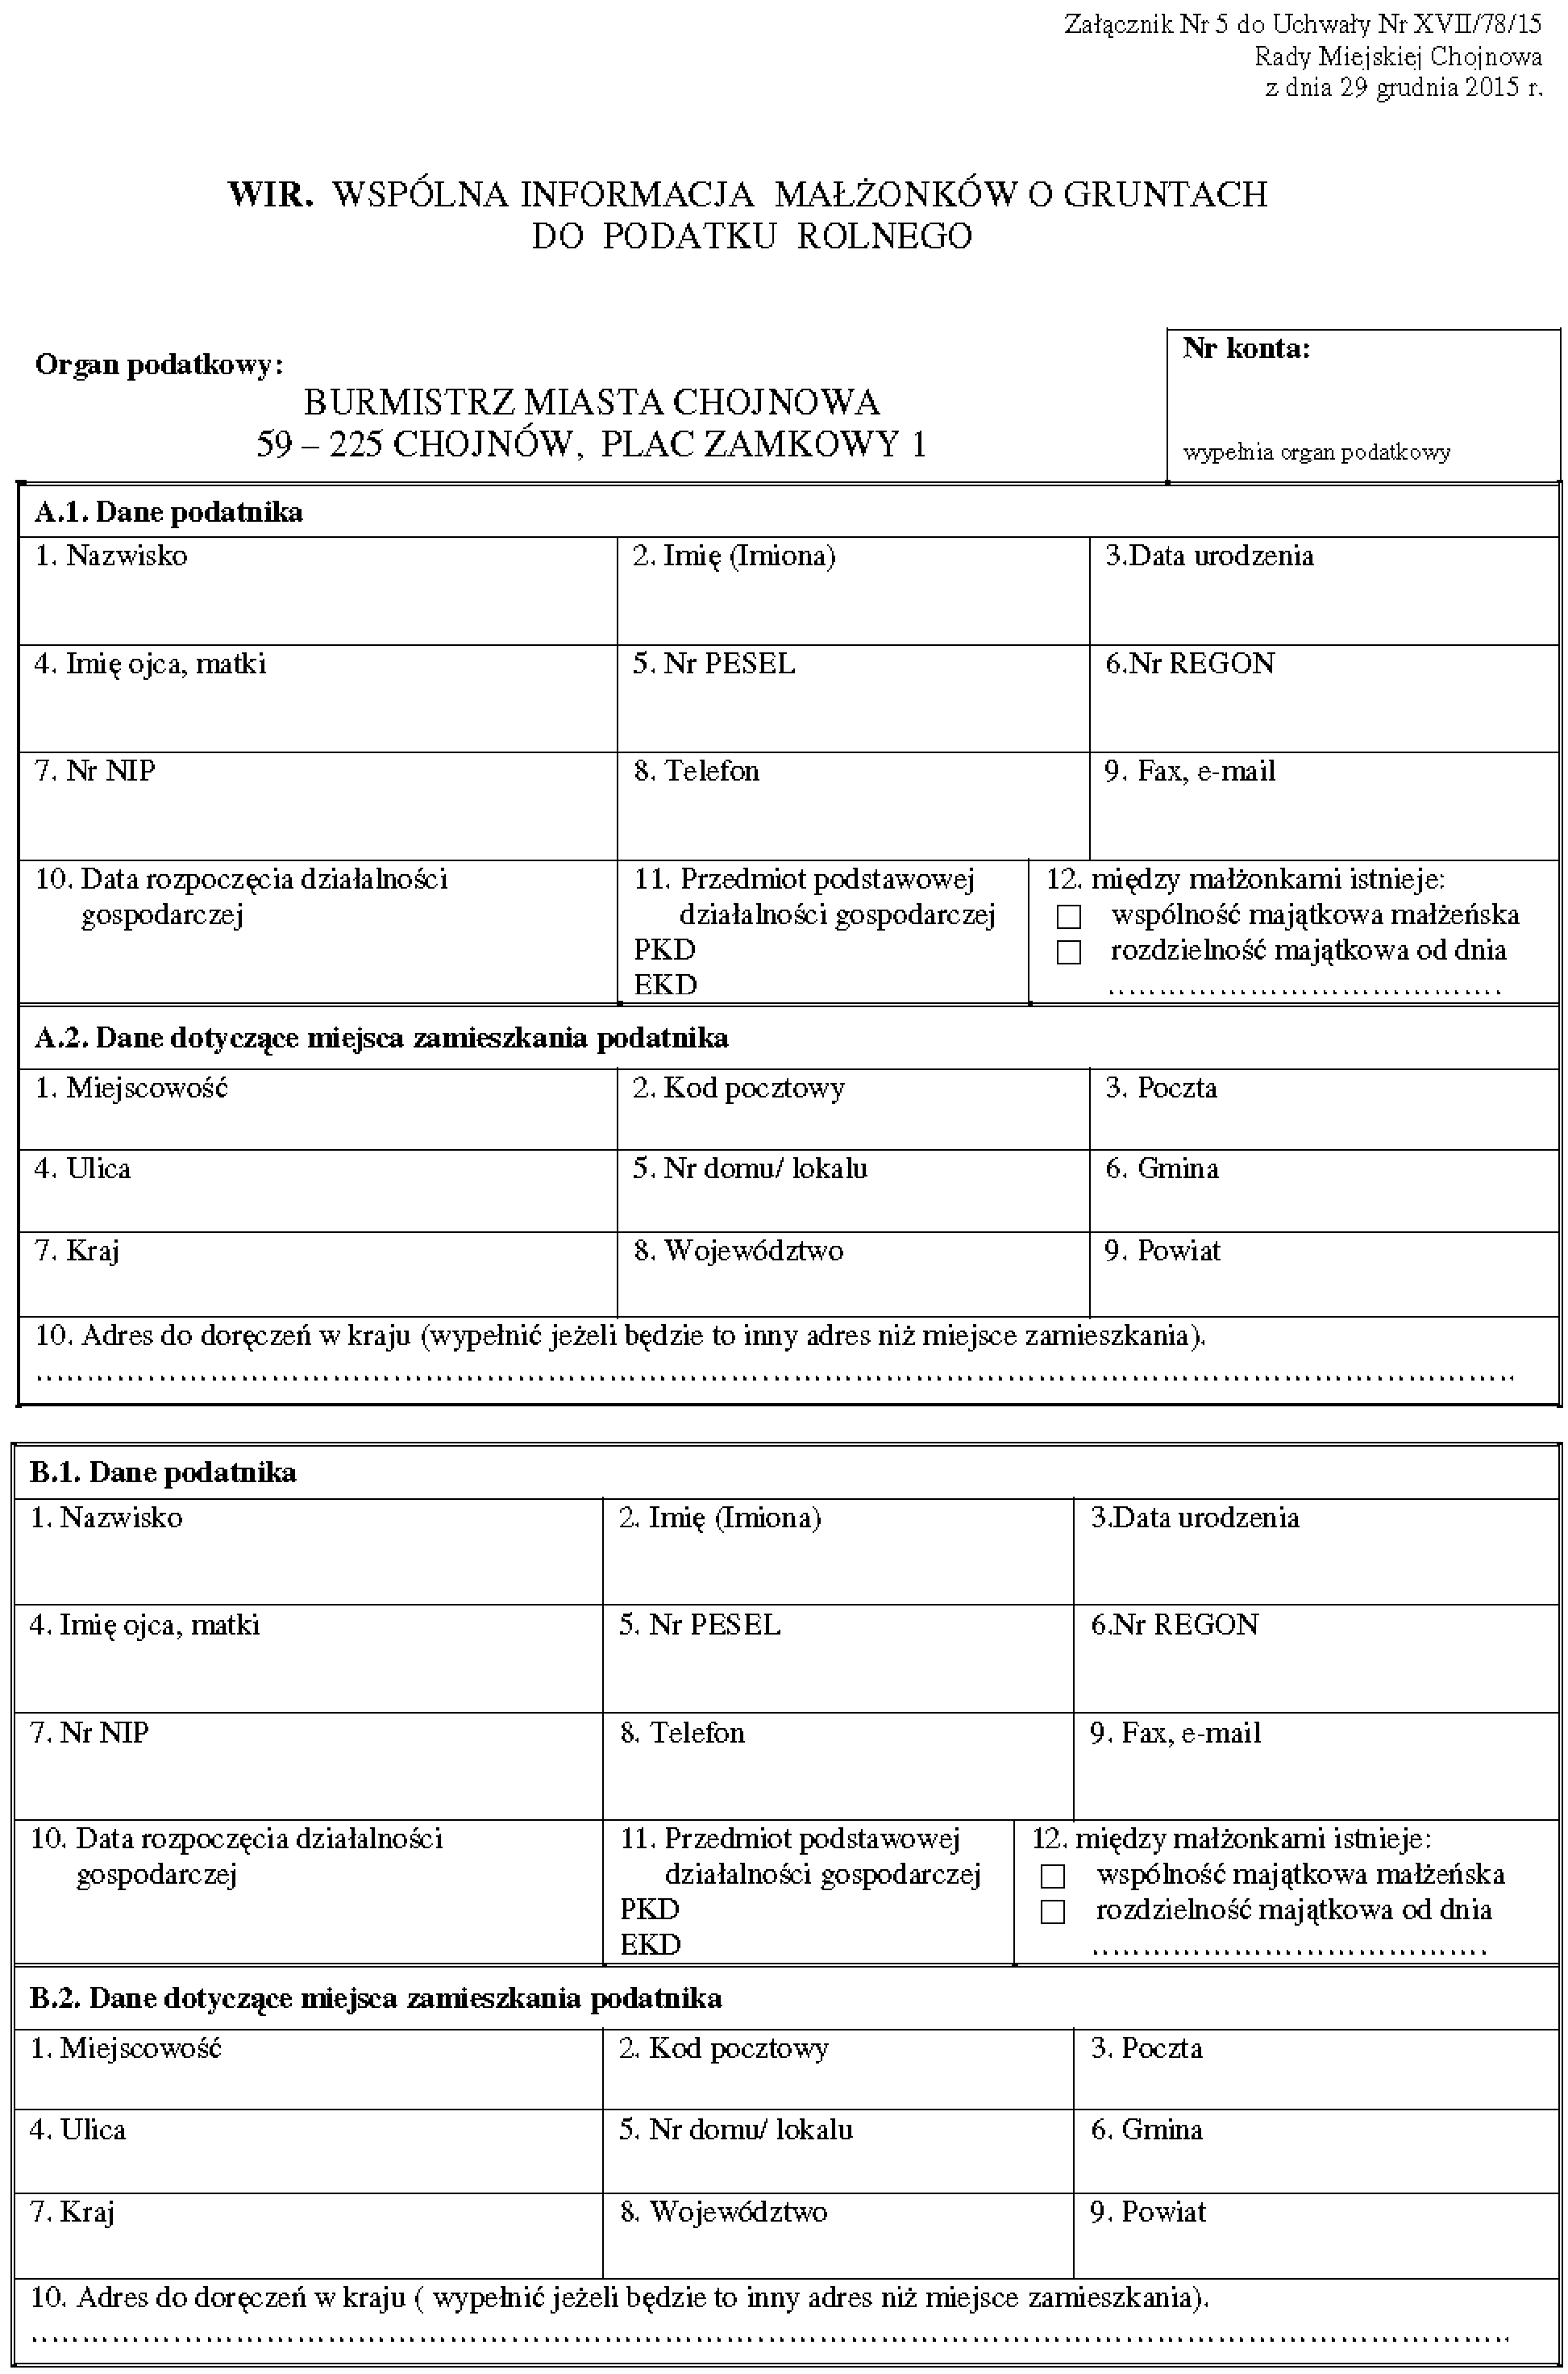 Załącznik Nr 5 do Uchwały Nr XVII/78/15
Rady Miejskiej Chojnowa
z dnia 29 grudnia 2015 r.
WIR. WSPÓLNA INFORMACJA MAŁŻONKÓW O GRUNTACH
DO PODATKU ROLNEGO
Nr konta:
Organ podatkowy:
BURMISTRZ MIASTA CHOJNOWA
59 – 225 CHOJNÓW, PLAC ZAMKOWY 1
wypełnia organ podatkowy
A.1. Dane podatnika
1. Nazwisko 2. Imię (Imiona) 3.Data urodzenia
4. Imię ojca, matki 5. Nr PESEL 6.Nr REGON
7. Nr NIP 8. Telefon 9. Fax, e-mail
10. Data rozpoczęcia działalności 11. Przedmiot podstawowej 12. między małżonkami istnieje:
gospodarczej działalności gospodarczej □ wspólność majątkowa małżeńska
PKD □ rozdzielność majątkowa od dnia
EKD .......................................
A.2. Dane dotyczące miejsca zamieszkania podatnika
1. Miejscowość 2. Kod pocztowy 3. Poczta
4. Ulica 5. Nr domu/ lokalu 6. Gmina
7. Kraj 8. Województwo 9. Powiat
10. Adres do doręczeń w kraju (wypełnić jeżeli będzie to inny adres niż miejsce zamieszkania).
................................................................................................................................................
B.1. Dane podatnika
1. Nazwisko 2. Imię (Imiona) 3.Data urodzenia
4. Imię ojca, matki 5. Nr PESEL 6.Nr REGON
7. Nr NIP 8. Telefon 9. Fax, e-mail
10. Data rozpoczęcia działalności 11. Przedmiot podstawowej 12. między małżonkami istnieje:
gospodarczej działalności gospodarczej □ wspólność majątkowa małżeńska
PKD □ rozdzielność majątkowa od dnia
EKD .......................................
B.2. Dane dotyczące miejsca zamieszkania podatnika
1. Miejscowość 2. Kod pocztowy 3. Poczta
4. Ulica 5. Nr domu/ lokalu 6. Gmina
7. Kraj 8. Województwo 9. Powiat
10. Adres do doręczeń w kraju ( wypełnić jeżeli będzie to inny adres niż miejsce zamieszkania).
................................................................................................................................................